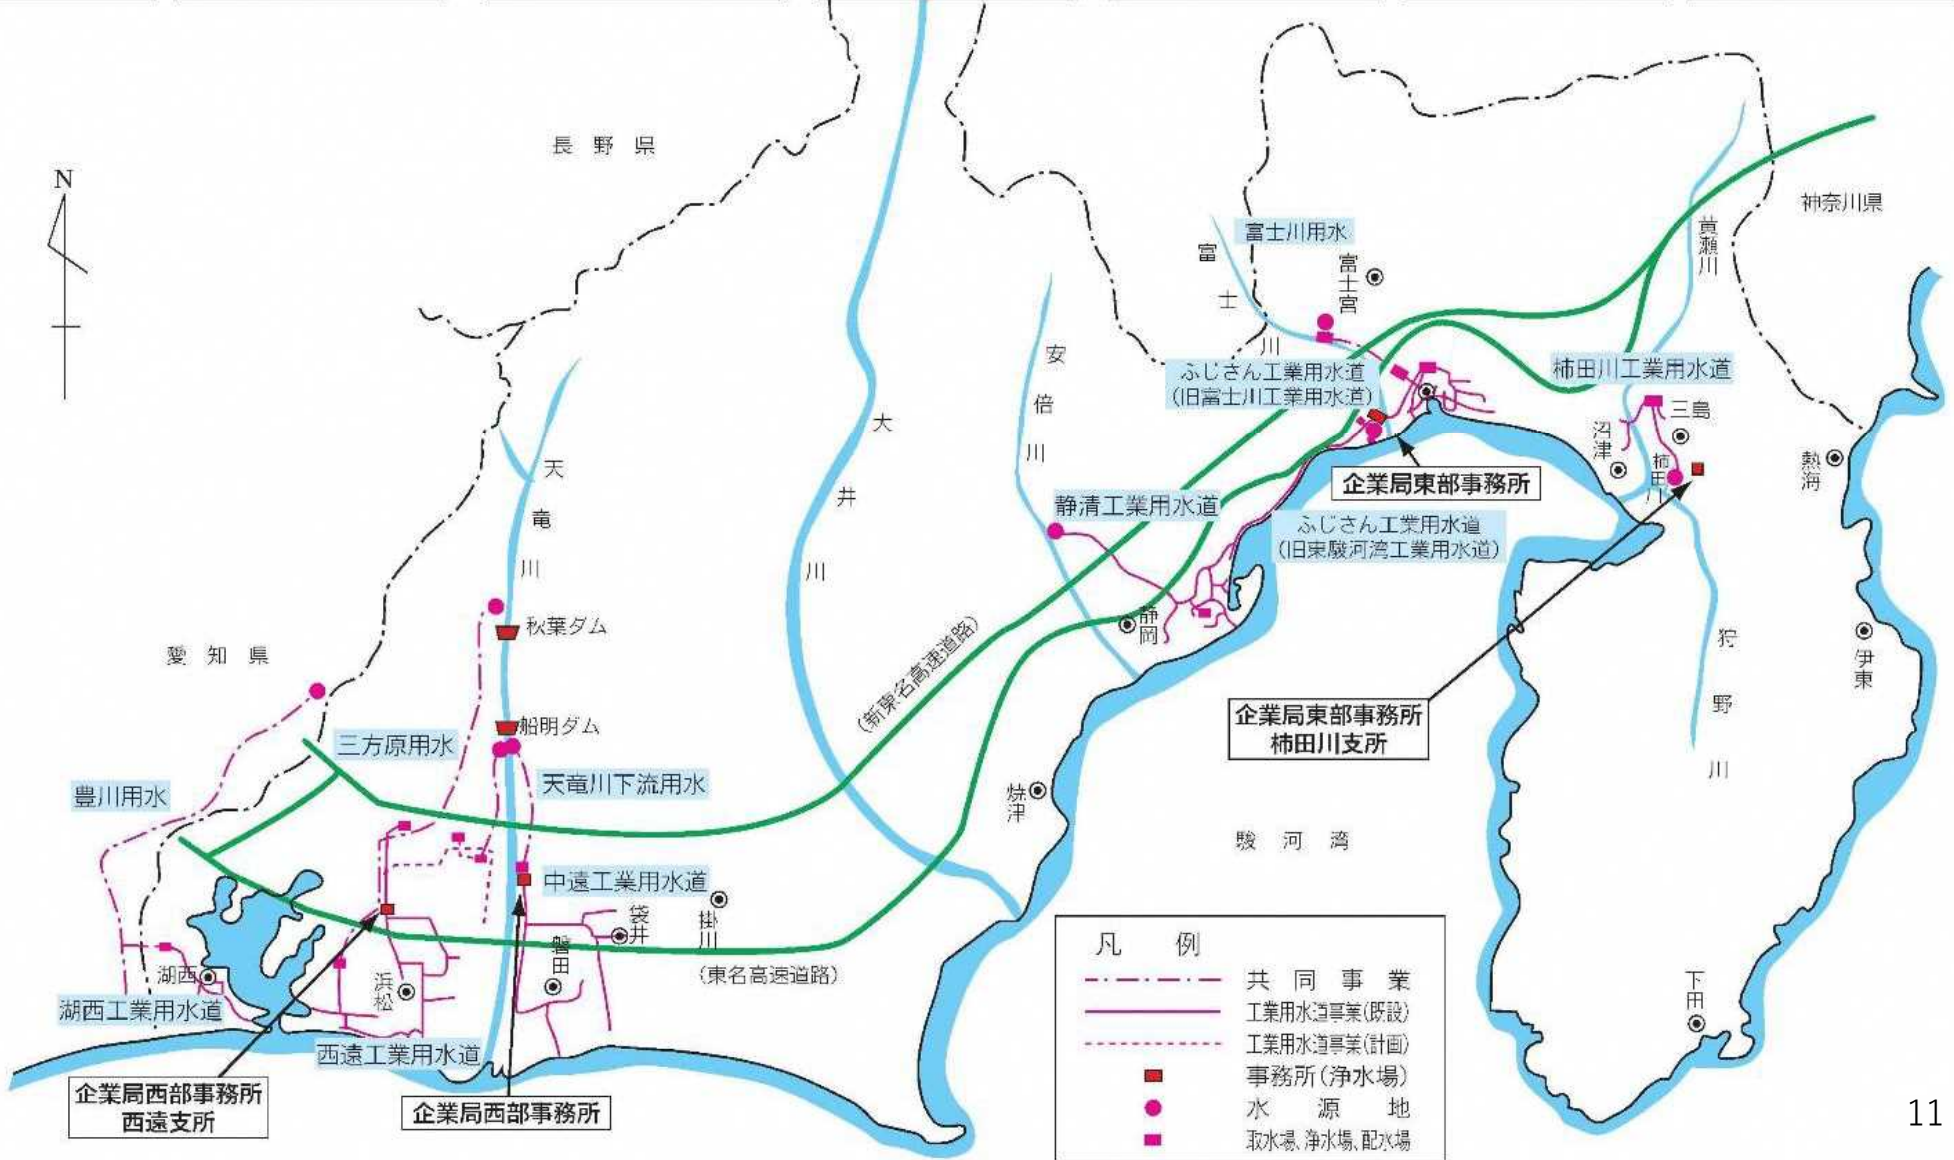 長野県
N
神奈川県
黄瀬川
富士川用水
富士宮
富士川
安倍川
大井川
ふじさん工業用水道
(旧富士川工業用水道)
柿田川工業用水道
三島
沼津
柿田川
熱海
天竜川
企業局東部事務所
静清工業用水道
ふじさん工業用水道
(旧東駿河湾工業用水道)
静岡
秋葉ダム
愛知県
(新東名高速道路)
狩野川
伊東
企業局東部事務所
柿田川支所
船明ダム
三方原用水
天竜川下流用水
豊川用水
焼津
駿河湾
中遠工業用水道
袋井
掛川
磐田
(東名高速道路)
湖西
浜松
湖西工業用水道
西遠工業用水道
下田
企業局西部事務所
西遠支所
企業局西部事務所
凡例
共同事業
工業用水道事業(既設)
工業用水道事業(計画)
事務所(浄水場)
水源地
取水場、浄水場、配水場
11